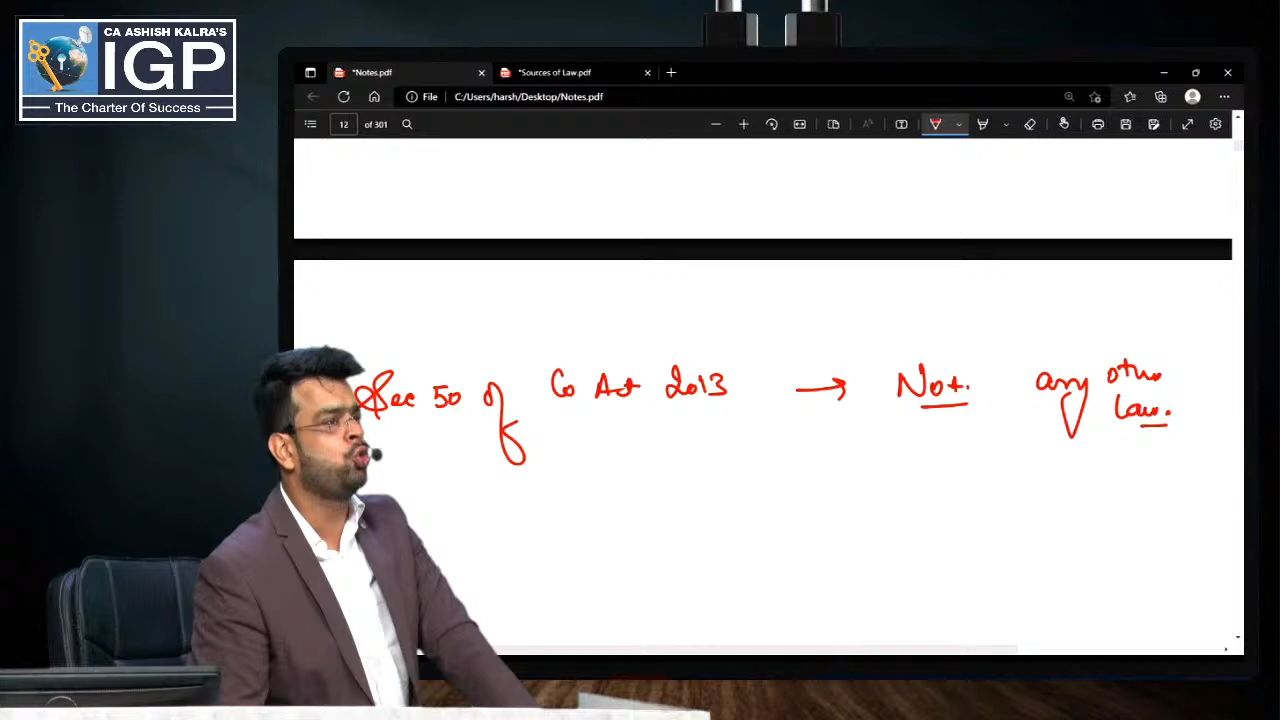 CA ASHISH KALRA'S
IGP
The Charter Of Success
*Notes.pdf
*Sources of Law.pdf
File
C:/Users/harsh/Desktop/Notes.pdf
12 of 301
Sec 50 of Co Act 2013 → Not. any other
law.